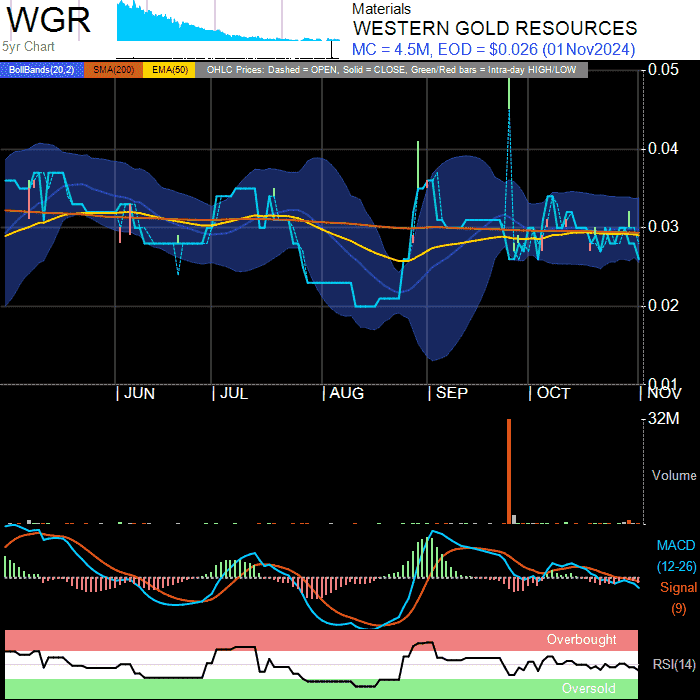 WGR
5yr Chart
Materials
WESTERN GOLD RESOURCES
MC = 4.5M, EOD = $0.026 (01Nov2024)
BollBands(20,2) SMA(200) EMA(50) OHLC Prices: Dashed = OPEN, Solid = CLOSE, Green/Red bars = Intra-day HIGH/LOW
0.05
0.04
0.03
0.02
0.01
JUN JUL AUG SEP OCT NOV
32M
Volume
MACD
(12-26)
Signal
(9)
Overbought
RSI(14)
Oversold